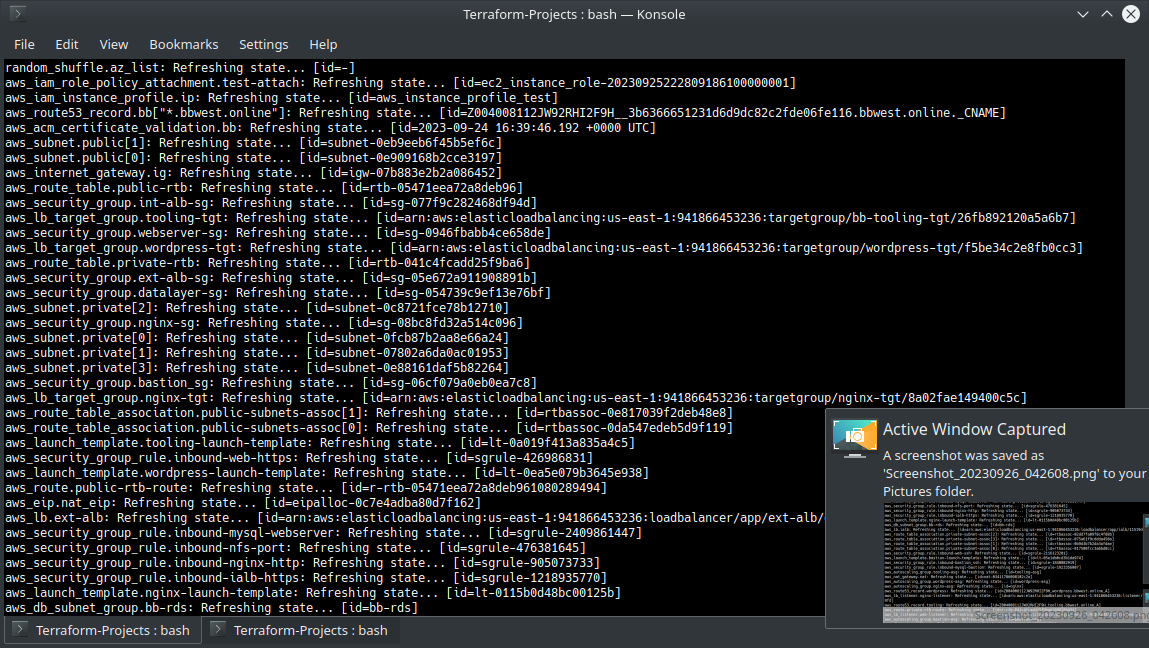 Terraform-Projects : bash — Konsole
File Edit View Bookmarks Settings Help
random_shuffle.az_list: Refreshing state... [id=-]
aws_iam_role_policy_attachment.test-attach: Refreshing state... [id=ec2_instance_role-20230925222809186100000001]
aws_iam_instance_profile.ip: Refreshing state... [id=aws_instance_profile_test]
aws_route53_record.bb["*.bbwest.online"]: Refreshing state... [id=Z004008112JW92RHI2F9H__3b6366651231d6d9dc82c2fde06fe116.bbwest.online._CNAME]
aws_acm_certificate_validation.bb: Refreshing state... [id=2023-09-24 16:39:46.192 +0000 UTC]
aws_subnet.public[1]: Refreshing state... [id=subnet-0eb9eeb6f45b5ef6c]
aws_subnet.public[0]: Refreshing state... [id=subnet-0e909168b2cce3197]
aws_internet_gateway.ig: Refreshing state... [id=igw-07b883e2b2a086452]
aws_route_table.public-rtb: Refreshing state... [id=rtb-05471eea72a8deb96]
aws_security_group.int-alb-sg: Refreshing state... [id=sg-077f9c282468df94d]
aws_lb_target_group.tooling-tgt: Refreshing state... [id=arn:aws:elasticloadbalancing:us-east-1:941866453236:targetgroup/bb-tooling-tgt/26fb892120a5a6b7]
aws_security_group.webserver-sg: Refreshing state... [id=sg-0946fbabb4ce658de]
aws_lb_target_group.wordpress-tgt: Refreshing state... [id=arn:aws:elasticloadbalancing:us-east-1:941866453236:targetgroup/wordpress-tgt/f5be34c2e8fb0cc3]
aws_route_table.private-rtb: Refreshing state... [id=rtb-041c4fcadd25f9ba6]
aws_security_group.ext-alb-sg: Refreshing state... [id=sg-05e672a911908891b]
aws_security_group.datalayer-sg: Refreshing state... [id=sg-054739c9ef13e76bf]
aws_subnet.private[2]: Refreshing state... [id=subnet-0c8721fce78b12710]
aws_security_group.nginx-sg: Refreshing state... [id=sg-08bc8fd32a514c096]
aws_subnet.private[0]: Refreshing state... [id=subnet-0fcb87b2aa8e66a24]
aws_subnet.private[1]: Refreshing state... [id=subnet-07802a6da0ac01953]
aws_subnet.private[3]: Refreshing state... [id=subnet-0e88161daf5b82264]
aws_security_group.bastion_sg: Refreshing state... [id=sg-06cf079a0eb0ea7c8]
aws_lb_target_group.nginx-tgt: Refreshing state... [id=arn:aws:elasticloadbalancing:us-east-1:941866453236:targetgroup/nginx-tgt/8a02fae149400c5c]
aws_route_table_association.public-subnets-assoc[1]: Refreshing state... [id=rtbassoc-0e817039f2deb48e8]
aws_route_table_association.public-subnets-assoc[0]: Refreshing state... [id=rtbassoc-0da547edeb5d9f119]
aws_launch_template.tooling-launch-template: Refreshing state... [id=lt-0a019f413a835a4c5]
aws_security_group_rule.inbound-web-https: Refreshing state... [id=sgrule-426986831]
aws_launch_template.wordpress-launch-template: Refreshing state... [id=lt-0ea5e079b3645e938]
aws_route.public-rtb-route: Refreshing state... [id=r-rtb-05471eea72a8deb961080289494]
aws_eip.nat_eip: Refreshing state... [id=eipalloc-0c7e4adba80d7f162]
aws_lb.ext-alb: Refreshing state... [id=arn:aws:elasticloadbalancing:us-east-1:941866453236:loadbalancer/app/ext-alb/
aws_security_group_rule.inbound-mysql-webserver: Refreshing state... [id=sgrule-2409861447]
aws_security_group_rule.inbound-nfs-port: Refreshing state... [id=sgrule-476381645]
aws_security_group_rule.inbound-nginx-http: Refreshing state... [id=sgrule-905073733]
aws_security_group_rule.inbound-ialb-https: Refreshing state... [id=sgrule-1218935770]
aws_launch_template.nginx-launch-template: Refreshing state... [id=lt-0115b0d48bc00125b]
aws_db_subnet_group.bb-rds: Refreshing state... [id=bb-rds]
Active Window Captured
A screenshot was saved as
'Screenshot_20230926_042608.png' to your
Pictures folder.
Terraform-Projects : bash
Terraform-Projects : bash